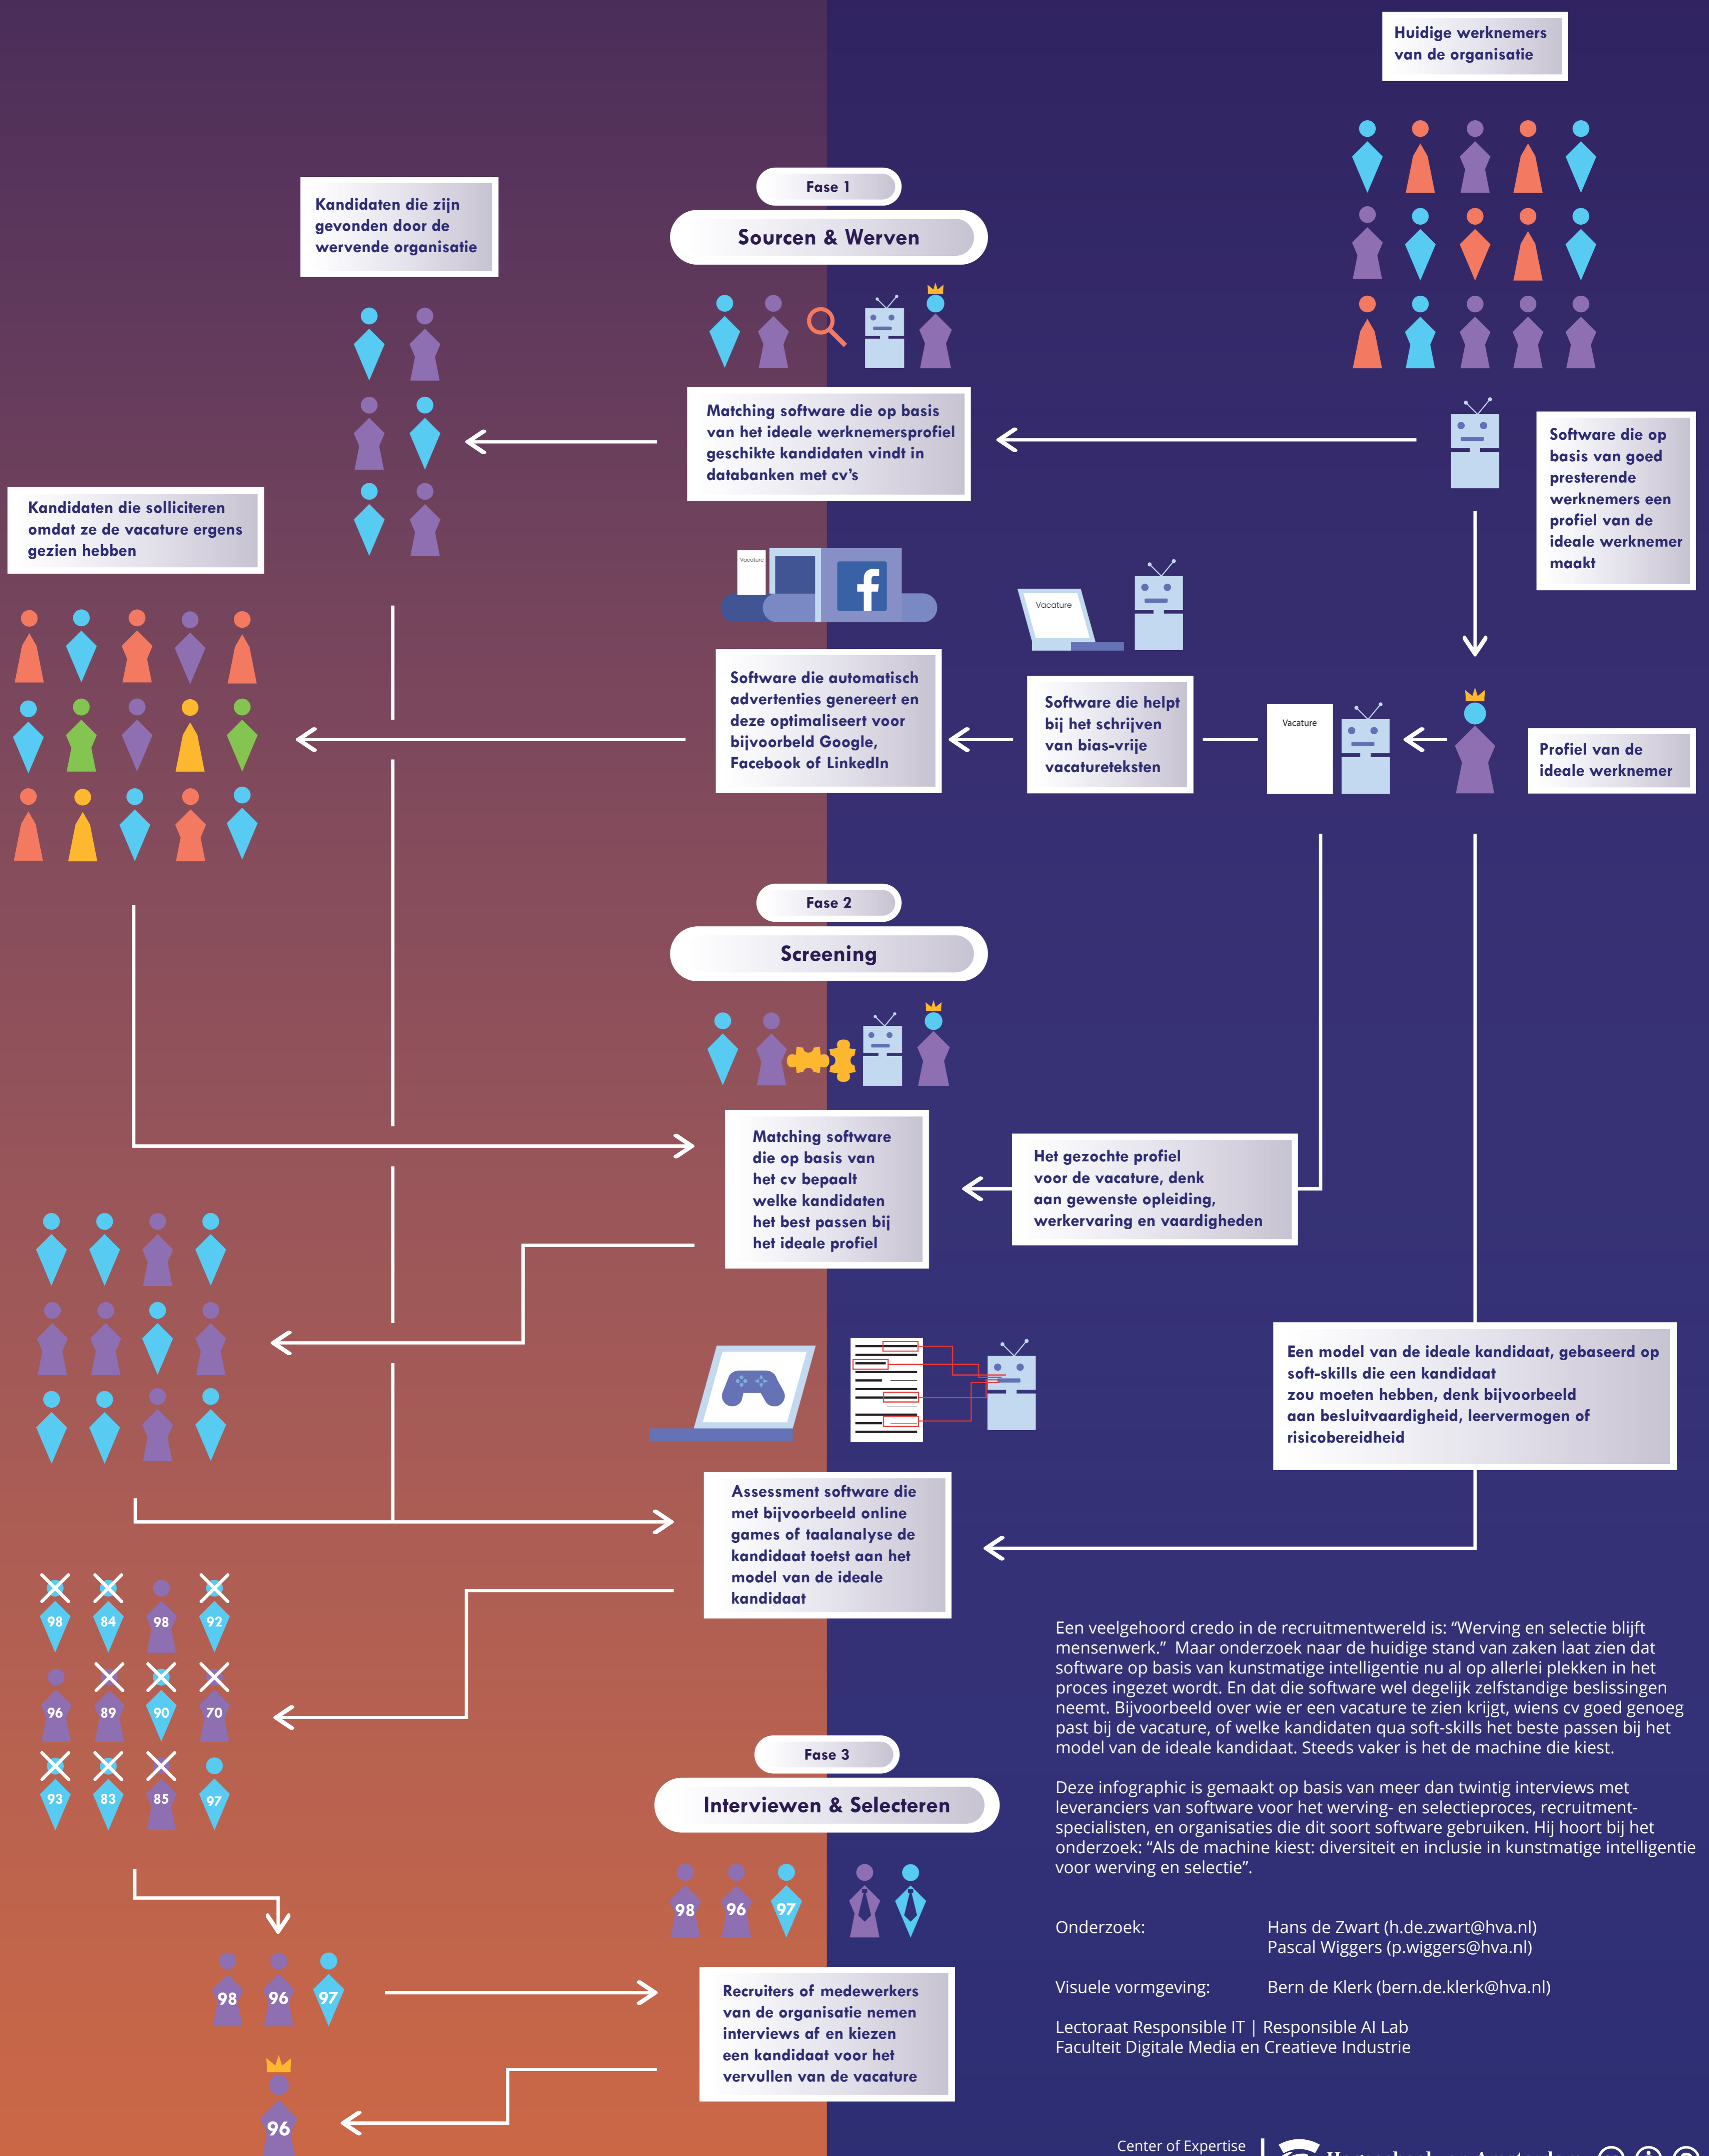 Huidige werknemers
van de organisatie
Kandidaten die zijn
gevonden door de
wervende organisatie
Fase 1
Sourcen & Werven
Matching software die op basis
van het ideale werknemersprofiel
geschikte kandidaten vindt in
databanken met cv's
Software die op
basis van goed
presterende
werknemers een
profiel van de
ideale werknemer
maakt
Kandidaten die solliciteren
omdat ze de vacature ergens
gezien hebben
Vacature
f
Vacature
Software die automatisch
advertenties genereert en
deze optimaliseert voor
bijvoorbeld Google,
Facebook of LinkedIn
Software die helpt
bij het schrijven
van bias-vrije
vacatureteksten
Vacature
Profiel van de
ideale werknemer
Fase 2
Screening
Matching software
die op basis van
het cv bepaalt
welke kandidaten
het best passen bij
het ideale profiel
Het gezochte profiel
voor de vacature, denk
aan gewenste opleiding,
werkervaring en vaardigheden
Een model van de ideale kandidaat, gebaseerd op
soft-skills die een kandidaat
zou moeten hebben, denk bijvoorbeeld
aan besluitvaardigheid, leervermogen of
risicobereidheid
Assessment software die
met bijvoorbeeld online
games of taalanalyse de
kandidaat toetst aan het
model van de ideale
kandidaat
98 84 98 92
96 89 90 70
93 83 85 97
Een veelgehoord credo in de recruitmentwereld is: “Werving en selectie blijft
mensenwerk.” Maar onderzoek naar de huidige stand van zaken laat zien dat
software op basis van kunstmatige intelligentie nu al op allerlei plekken in het
proces ingezet wordt. En dat die software wel degelijk zelfstandige beslissingen
neemt. Bijvoorbeeld over wie er een vacature te zien krijgt, wiens cv goed genoeg
past bij de vacature, of welke kandidaten qua soft-skills het beste passen bij het
model van de ideale kandidaat. Steeds vaker is het de machine die kiest.
Deze infographic is gemaakt op basis van meer dan twintig interviews met
leveranciers van software voor het werving- en selectieproces, recruitment-
specialisten, en organisaties die dit soort software gebruiken. Hij hoort bij het
onderzoek: “Als de machine kiest: diversiteit en inclusie in kunstmatige intelligentie
voor werving en selectie”.
Fase 3
Interviewen & Selecteren
98 96 97
98 96 97
Recruiters of medewerkers
van de organisatie nemen
interviews af en kiezen
een kandidaat voor het
vervullen van de vacature
96
Onderzoek: Hans de Zwart (h.de.zwart@hva.nl)
Pascal Wiggers (p.wiggers@hva.nl)
Visuele vormgeving: Bern de Klerk (bern.de.klerk@hva.nl)
Lectoraat Responsible IT | Responsible AI Lab
Faculteit Digitale Media en Creatieve Industrie
Center of Expertise